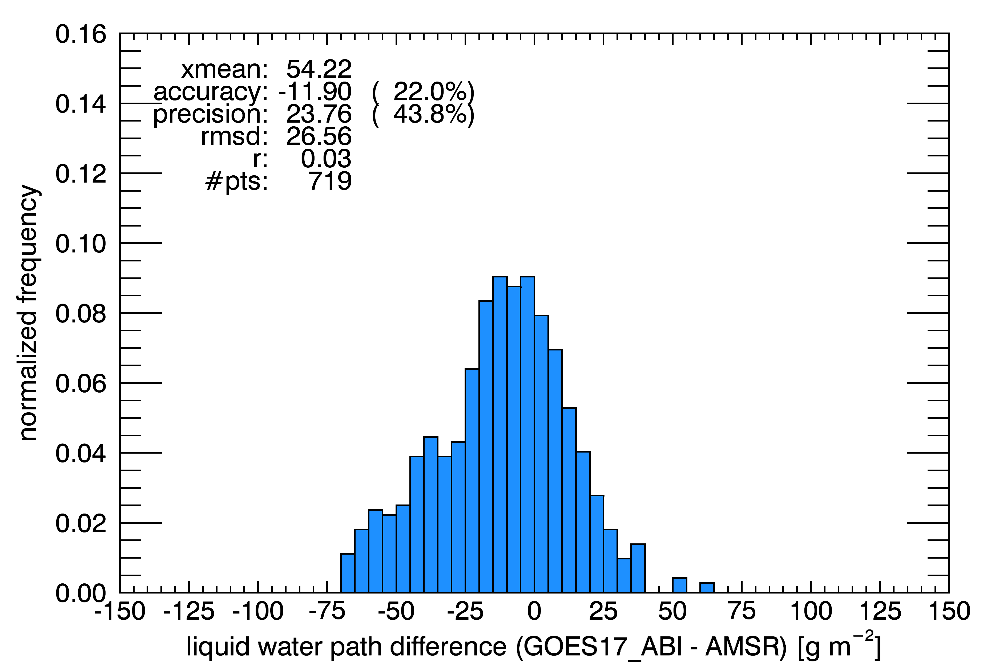 0.16
0.14
0.12
0.10
0.08
0.06
0.04
0.02
0.00
normalized frequency
xmean: 54.22
accuracy: -11.90 ( 22.0%)
precision: 23.76 ( 43.8%)
rmsd: 26.56
r: 0.03
#pts: 719
-150 -125 -100 -75 -50 -25 0 25 50 75 100 125 150
liquid water path difference (GOES17_ABI - AMSR) [g m⁻²]